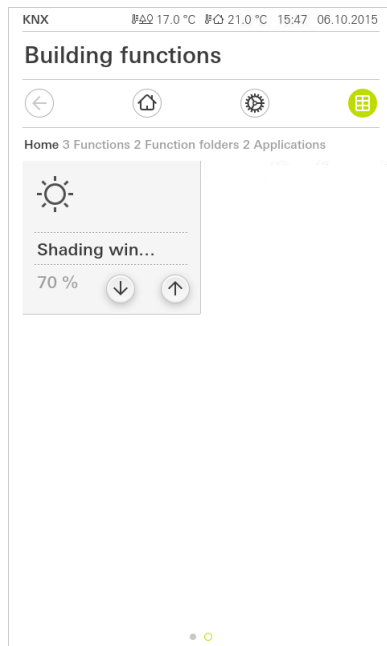 KNX 17.0 °C 21.0 °C 15:47 06.10.2015
Building functions
Home 3 Functions 2 Function folders 2 Applications
Shading win...
70 %